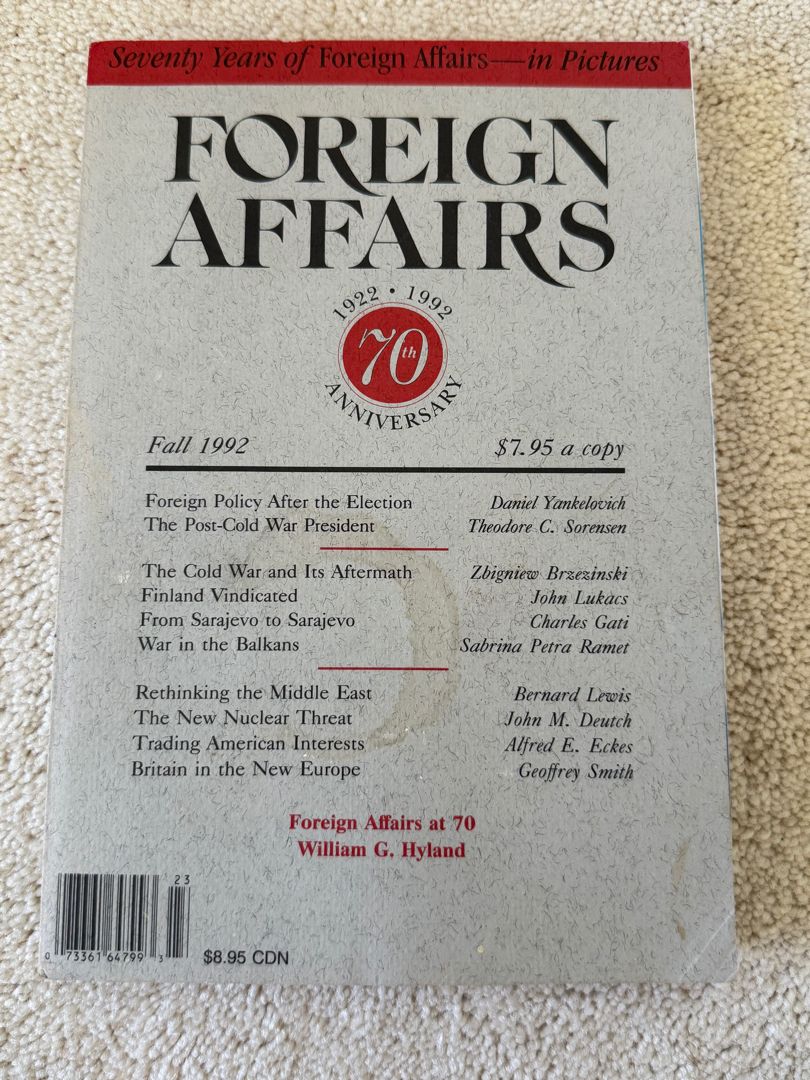 Seventy Years of Foreign Affairs—in Pictures
FOREIGN
AFFAIRS
1922 • 1992
70th
ANNIVERSARY
Fall 1992 $7.95 a copy
Foreign Policy After the Election Daniel Yankelovich
The Post-Cold War President Theodore C. Sorensen
The Cold War and Its Aftermath Zbigniew Brzezinski
Finland Vindicated John Lukacs
From Sarajevo to Sarajevo Charles Gati
War in the Balkans Sabrina Petra Ramet
Rethinking the Middle East Bernard Lewis
The New Nuclear Threat John M. Deutch
Trading American Interests Alfred E. Eckes
Britain in the New Europe Geoffrey Smith
Foreign Affairs at 70
William G. Hyland
23
0 73361 64799 3
$8.95 CDN